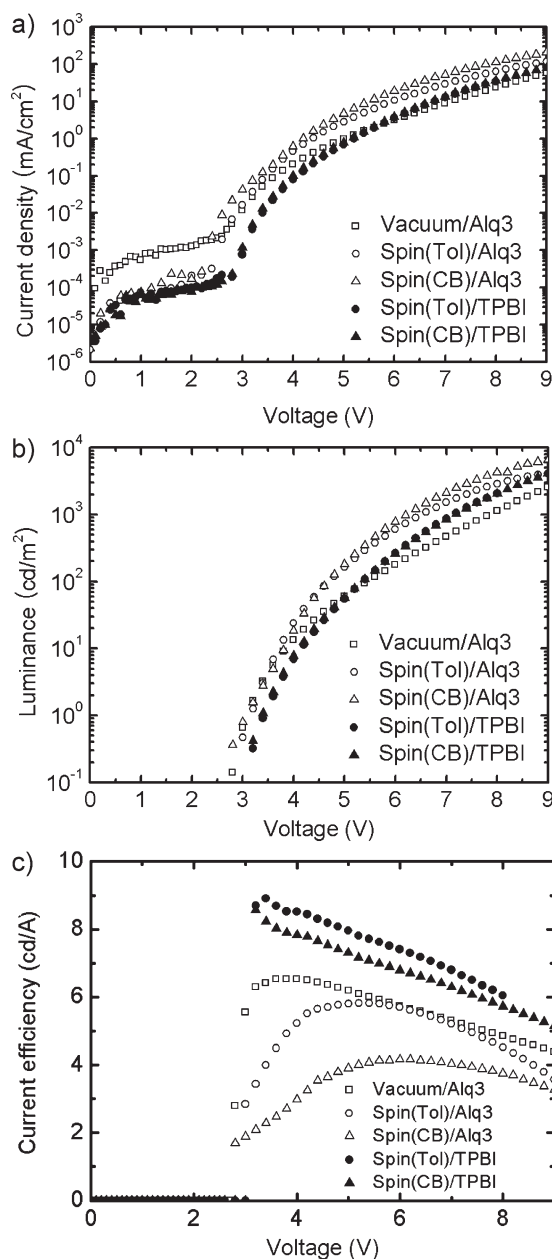 a)
10³
10²
10¹
10⁰
10⁻¹
10⁻²
10⁻³
10⁻⁴
10⁻⁵
10⁻⁶
Current density (mA/cm²)
Vacuum/Alq3
Spin(Tol)/Alq3
Spin(CB)/Alq3
Spin(Tol)/TPBI
Spin(CB)/TPBI
0 1 2 3 4 5 6 7 8 9
Voltage (V)
b)
10⁴
10³
10²
10¹
10⁰
10⁻¹
Luminance (cd/m²)
Vacuum/Alq3
Spin(Tol)/Alq3
Spin(CB)/Alq3
Spin(Tol)/TPBI
Spin(CB)/TPBI
0 1 2 3 4 5 6 7 8 9
Voltage (V)
c)
10
8
6
4
2
0
Current efficiency (cd/A)
Vacuum/Alq3
Spin(Tol)/Alq3
Spin(CB)/Alq3
Spin(Tol)/TPBI
Spin(CB)/TPBI
0 2 4 6 8
Voltage (V)